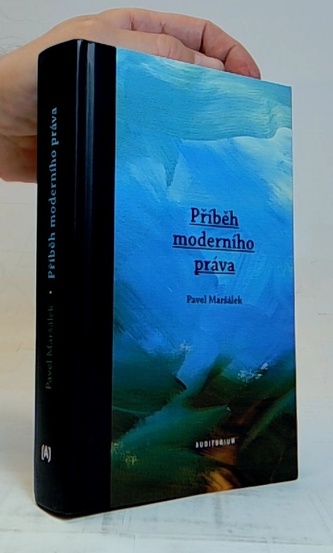 Příběh
moderního
práva
Pavel Maršálek
AUDITORIUM
Pavel Maršálek • Příběh moderního práva
(A)